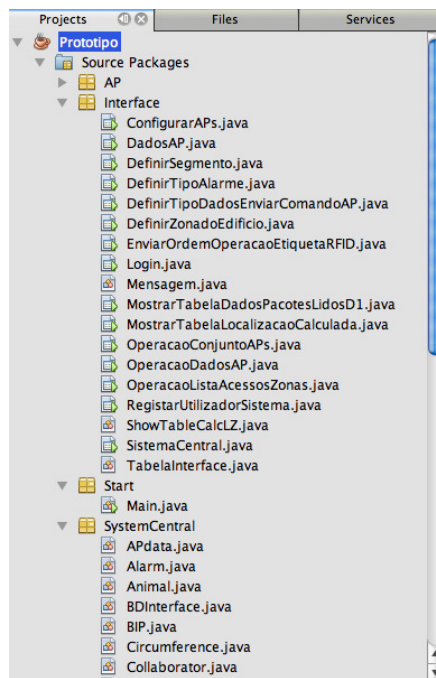 Projects Files Services
Prototipo
Source Packages
AP
Interface
ConfigurarAPs.java
DadosAP.java
DefinirSegmento.java
DefinirTipoAlarme.java
DefinirTipoDadosEnviarComandoAP.java
DefinirZonadoEdificio.java
EnviarOrdemOperacaoEtiquetaRFID.java
Login.java
Mensagem.java
MostrarTabelaDadosPacotesLidosD1.java
MostrarTabelaLocalizacaoCalculada.java
OperacaoConjuntoAPs.java
OperacaoDadosAP.java
OperacaoListaAcessosZonas.java
RegistarUtilizadorSistema.java
ShowTableCalcLZ.java
SistemaCentral.java
TabelaInterface.java
Start
Main.java
SystemCentral
APdata.java
Alarm.java
Animal.java
BDInterface.java
BIP.java
Circumference.java
Collaborator.java